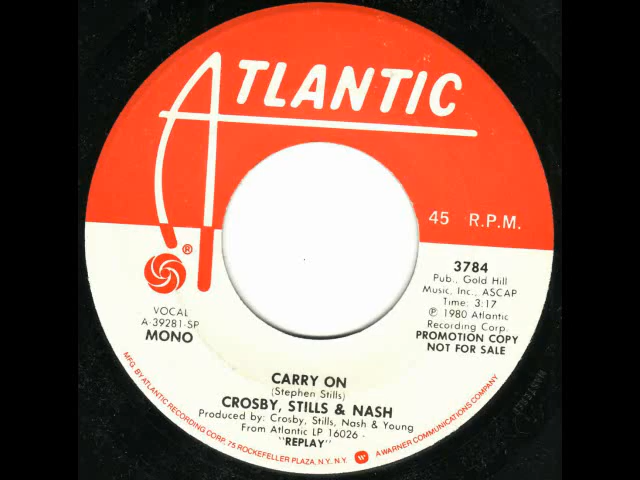 ATLANTIC
®
45 R.P.M.
3784
Pub., Gold Hill
Music, Inc., ASCAP
Time: 3:17
℗ 1980 Atlantic
Recording Corp.
PROMOTION COPY
NOT FOR SALE
VOCAL
A-39281-SP
MONO
CARRY ON
(Stephen Stills)
CROSBY, STILLS & NASH
Produced by: Crosby, Stills, Nash & Young
From Atlantic LP 16026 -
"REPLAY"
MFG. BY ATLANTIC RECORDING CORP. 75 ROCKEFELLER PLAZA, N.Y. N.Y. W A WARNER COMMUNICATIONS COMPANY